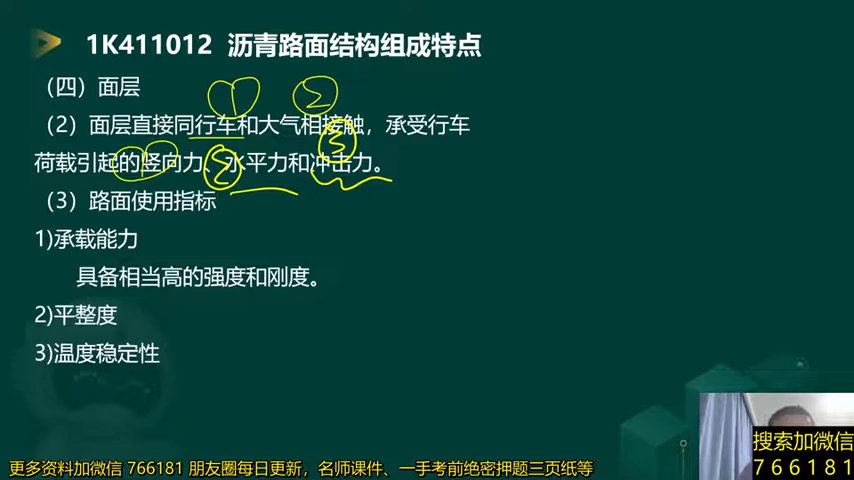 1K411012 沥青路面结构组成特点
（四）面层
（2）面层直接同行车和大气相接触，承受行车
荷载引起的竖向力、水平力和冲击力。
（3）路面使用指标
1)承载能力
具备相当高的强度和刚度。
2)平整度
3)温度稳定性
1
2
3
1
2
搜索加微信
766181
更多资料加微信 766181 朋友圈每日更新，名师课件、一手考前绝密押题三页纸等